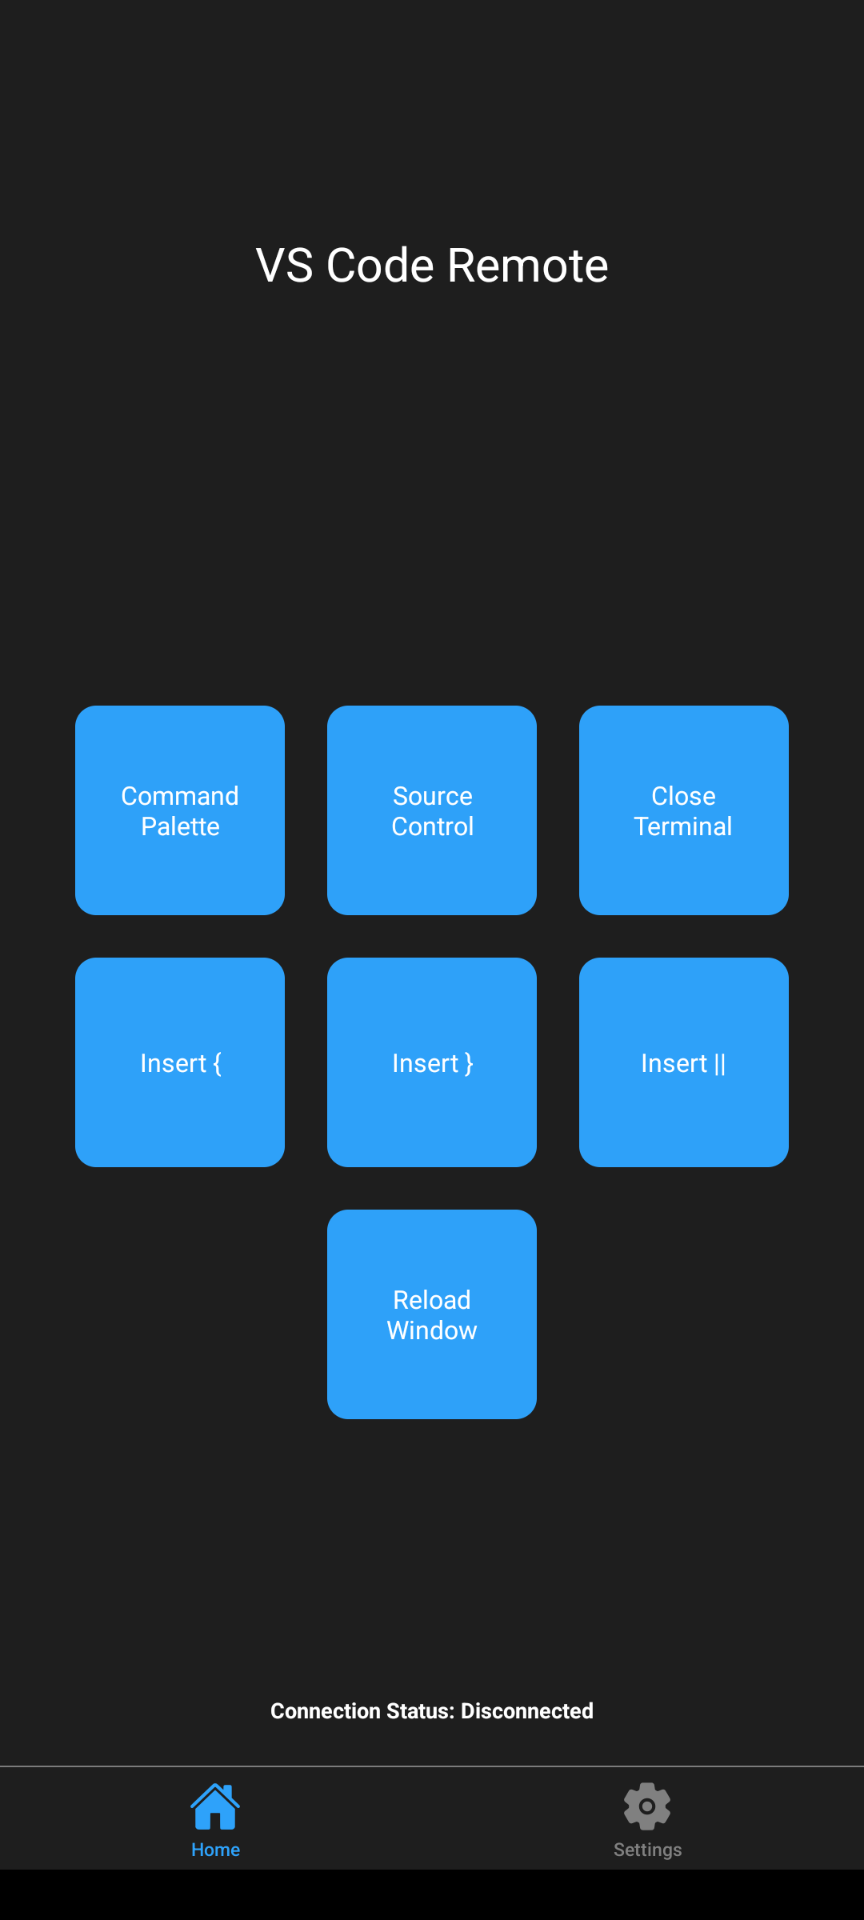 VS Code Remote
Command
Palette
Source
Control
Close
Terminal
Insert {
Insert }
Insert ||
Reload
Window
Connection Status: Disconnected
Home
Settings